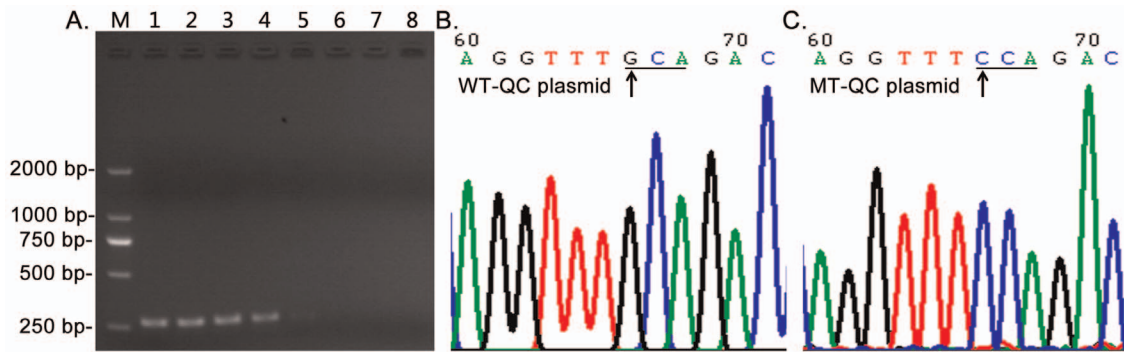 A. M 1 2 3 4 5 6 7 8
2000 bp-
1000 bp-
750 bp-
500 bp-
250 bp-
B.
60 70
A G G T T T G C A G A C
WT-QC plasmid
C.
60 70
A G G T T T C C A G A C
MT-QC plasmid